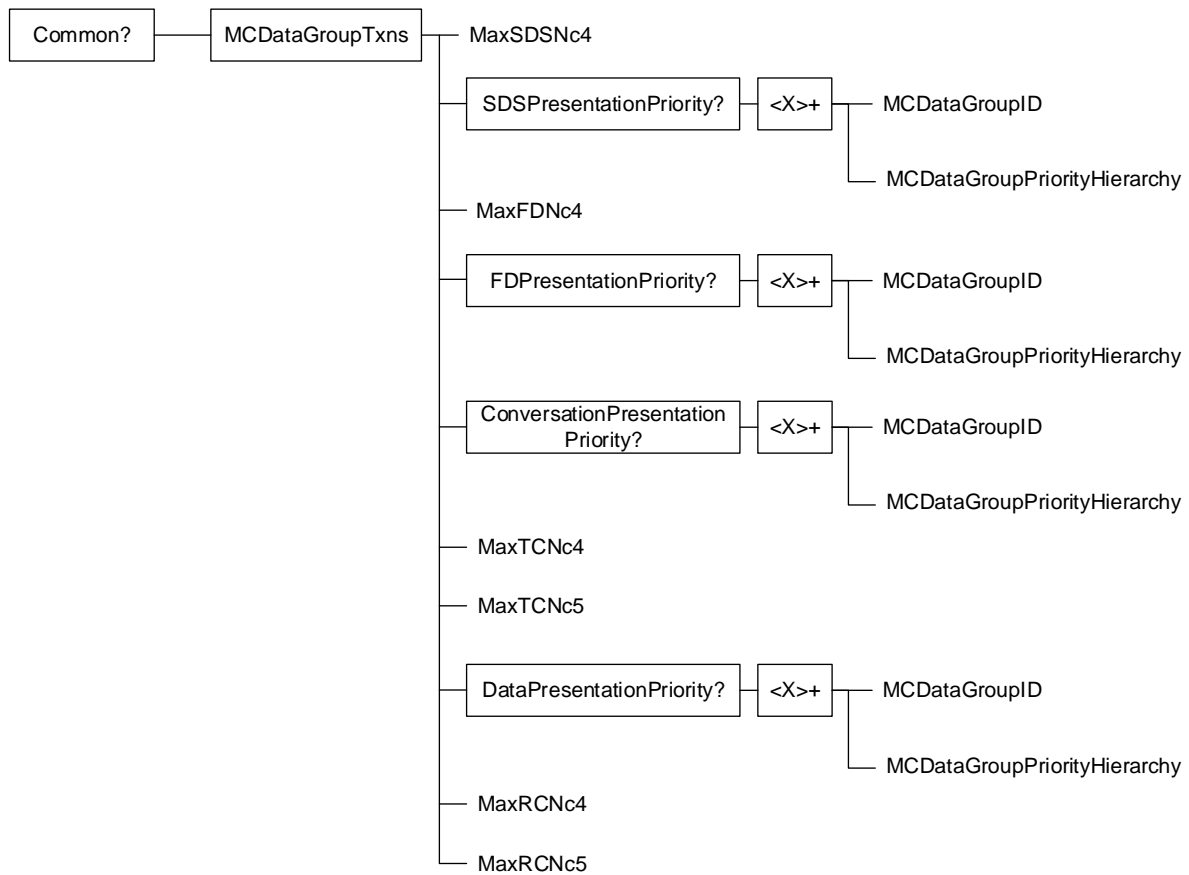 Common?
MCDataGroupTxns
MaxSDSNc4
SDSPresentationPriority?
<X>+
MCDataGroupID
MCDataGroupPriorityHierarchy
MaxFDNc4
FDPresentationPriority?
<X>+
MCDataGroupID
MCDataGroupPriorityHierarchy
ConversationPresentation
Priority?
<X>+
MCDataGroupID
MCDataGroupPriorityHierarchy
MaxTCNc4
MaxTCNc5
DataPresentationPriority?
<X>+
MCDataGroupID
MCDataGroupPriorityHierarchy
MaxRCNc4
MaxRCNc5